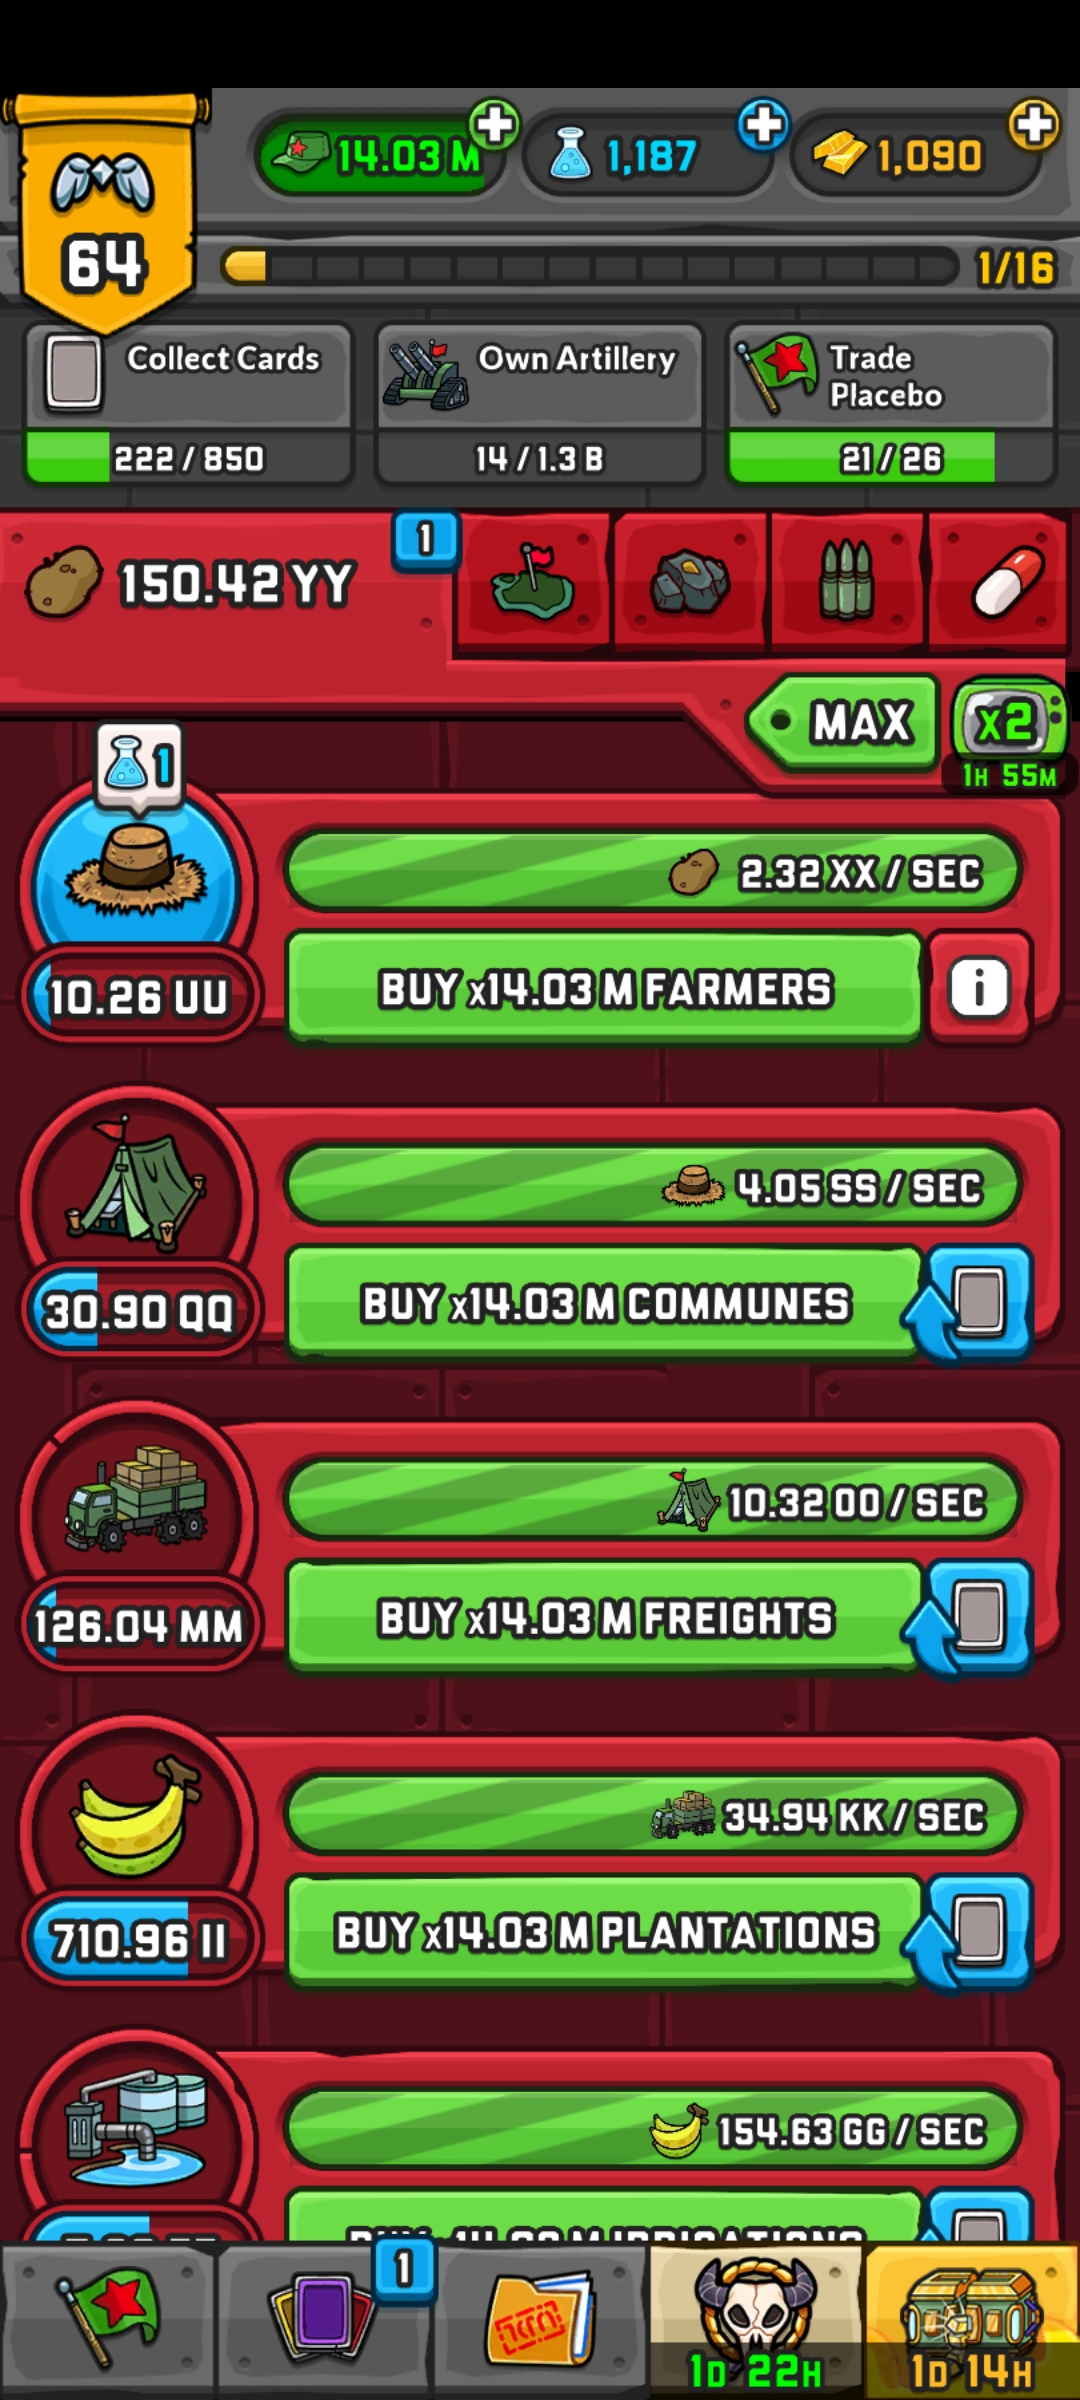 14.03 M
1,187
1,090
64
1/16
Collect Cards
222 / 850
Own Artillery
14 / 1.3 B
Trade
Placebo
21 / 26
150.42 YY
1
MAX
x2
1H 55M
1
2.32 XX / SEC
10.26 UU
BUY x14.03 M FARMERS
i
4.05 SS / SEC
30.90 QQ
BUY x14.03 M COMMUNES
10.32 OO / SEC
126.04 MM
BUY x14.03 M FREIGHTS
34.94 KK / SEC
710.96 II
BUY x14.03 M PLANTATIONS
154.63 GG / SEC
BUY x14.03 M IRRIGATIONS
1
1D 22H
1D 14H